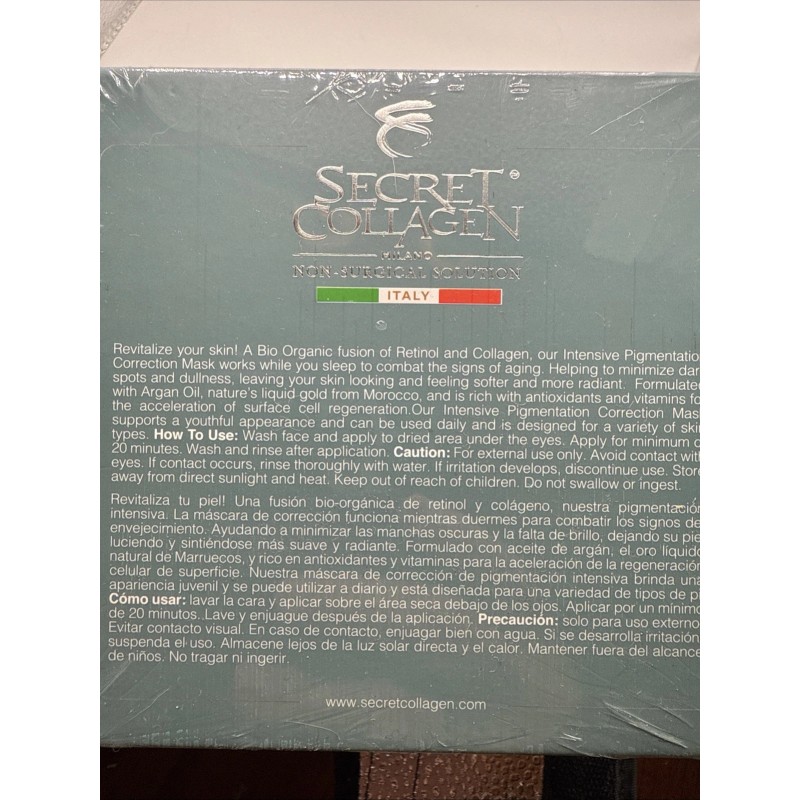 SECRET®
COLLAGEN
MILANO
NON-SURGICAL SOLUTION
ITALY
Revitalize your skin! A Bio Organic fusion of Retinol and Collagen, our Intensive Pigmentatio
Correction Mask works while you sleep to combat the signs of aging. Helping to minimize dar
spots and dullness, leaving your skin looking and feeling softer and more radiant. Formulate
with Argan Oil, nature's liquid gold from Morocco, and is rich with antioxidants and vitamins fo
the acceleration of surface cell regeneration.Our Intensive Pigmentation Correction Mas
supports a youthful appearance and can be used daily and is designed for a variety of ski
types. How To Use: Wash face and apply to dried area under the eyes. Apply for minimum o
20 minutes. Wash and rinse after application. Caution: For external use only. Avoid contact wit
eyes. If contact occurs, rinse thoroughly with water. If irritation develops, discontinue use. Stor
away from direct sunlight and heat. Keep out of reach of children. Do not swallow or ingest.
Revitaliza tu piel! Una fusión bio-orgánica de retinol y colágeno, nuestra pigmentación
intensiva. La máscara de corrección funciona mientras duermes para combatir los signos de
envejecimiento. Ayudando a minimizar las manchas oscuras y la falta de brillo, dejando su pie
luciendo y sintiéndose más suave y radiante. Formulado con aceite de argán, el oro líquido
natural de Marruecos, y rico en antioxidantes y vitaminas para la aceleración de la regeneración
celular de superficie. Nuestra máscara de corrección de pigmentación intensiva brinda una
apariencia juvenil y se puede utilizar a diario y está diseñada para una variedad de tipos de p
Cómo usar: lavar la cara y aplicar sobre el área seca debajo de los ojos. Aplicar por un mínimo
de 20 minutos. Lave y enjuague después de la aplicación. Precaución: solo para uso externo
Evitar contacto visual. En caso de contacto, enjuagar bien con agua. Si se desarrolla irritación
suspenda el uso. Almacene lejos de la luz solar directa y el calor. Mantener fuera del alcance
de niños. No tragar ni ingerir.
www.secretcollagen.com